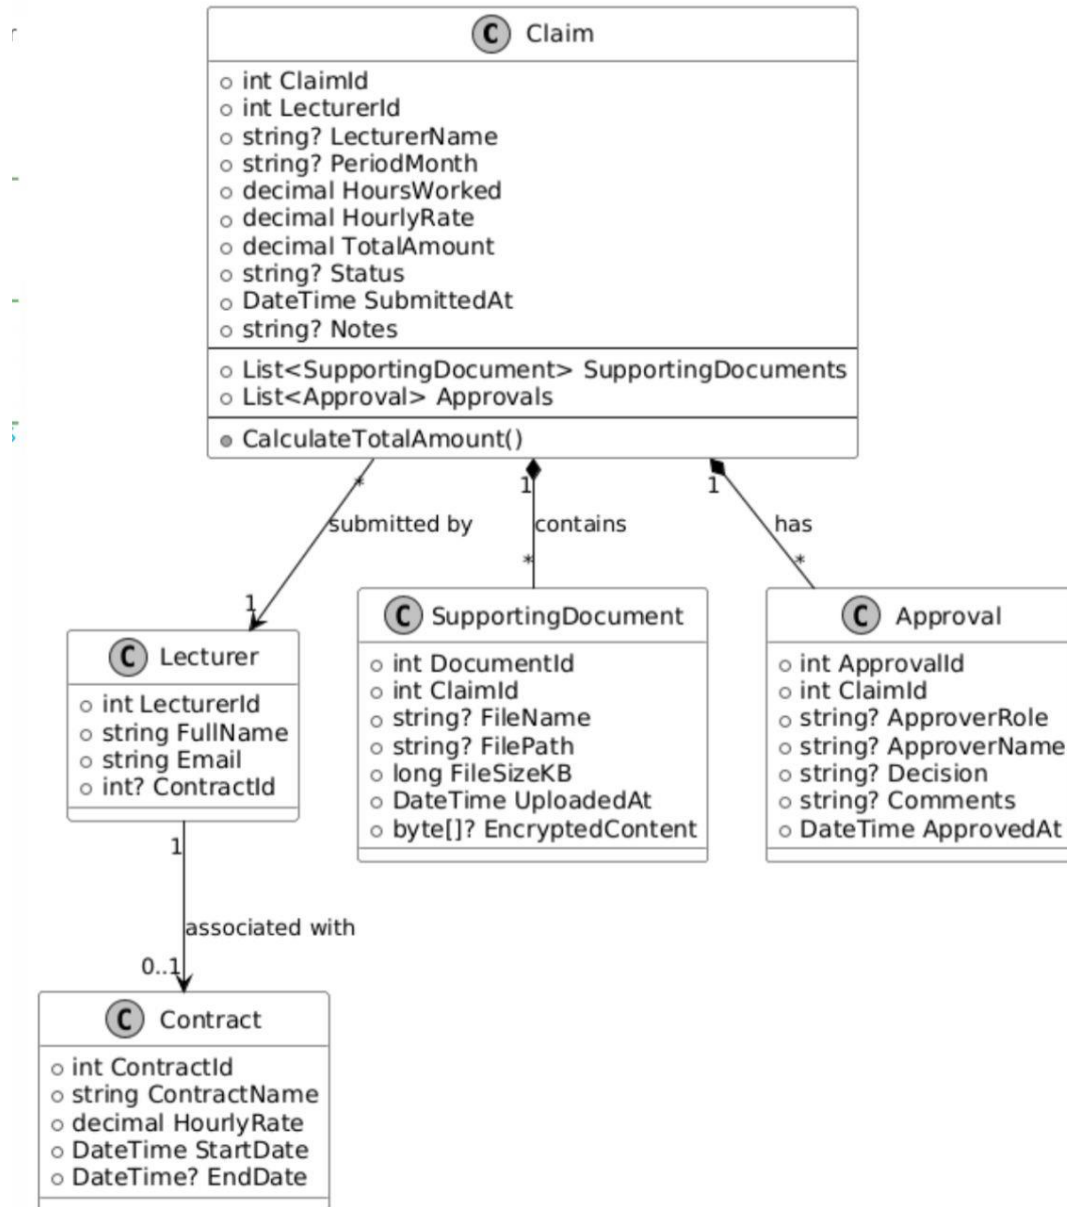 C Claim
int ClaimId
int LecturerId
string? LecturerName
string? PeriodMonth
decimal HoursWorked
decimal HourlyRate
decimal TotalAmount
string? Status
DateTime SubmittedAt
string? Notes
List<SupportingDocument> SupportingDocuments
List<Approval> Approvals
CalculateTotalAmount()
* 1 1
submitted by contains has
1 * *
C Lecturer
int LecturerId
string FullName
string Email
int? ContractId
C SupportingDocument
int DocumentId
int ClaimId
string? FileName
string? FilePath
long FileSizeKB
DateTime UploadedAt
byte[]? EncryptedContent
C Approval
int ApprovalId
int ClaimId
string? ApproverRole
string? ApproverName
string? Decision
string? Comments
DateTime ApprovedAt
1
associated with
0..1
C Contract
int ContractId
string ContractName
decimal HourlyRate
DateTime StartDate
DateTime? EndDate